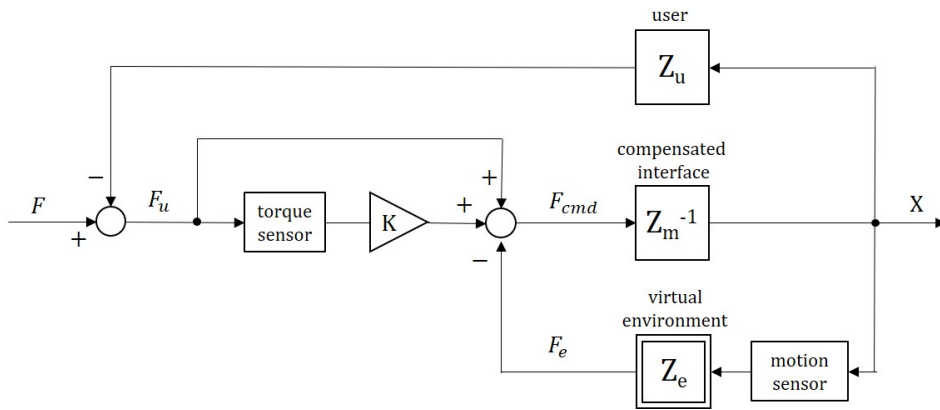 user
Z_u
compensated
interface
F
+
−
F_u
torque
sensor
K
+
+
−
F_cmd
Z_m^-1
X
virtual
environment
F_e
Z_e
motion
sensor